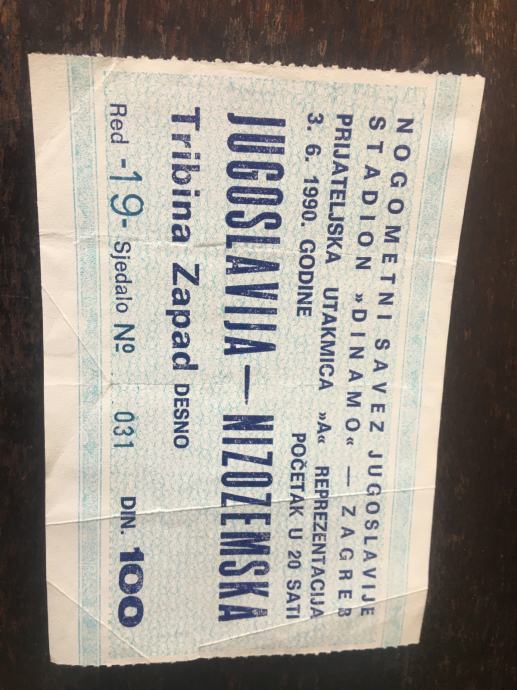 NOGOMETNI SAVEZ JUGOSLAVIJE
STADION »DINAMO« — ZAGREB
PRIJATELJSKA UTAKMICA »A« REPREZENTACIJA
3. 6. 1990. GODINE POČETAK U 20 SATI
JUGOSLAVIJA — NIZOZEMSKA
Tribina Zapad DESNO
Red -19- Sjedalo Nº 031 DIN. 100